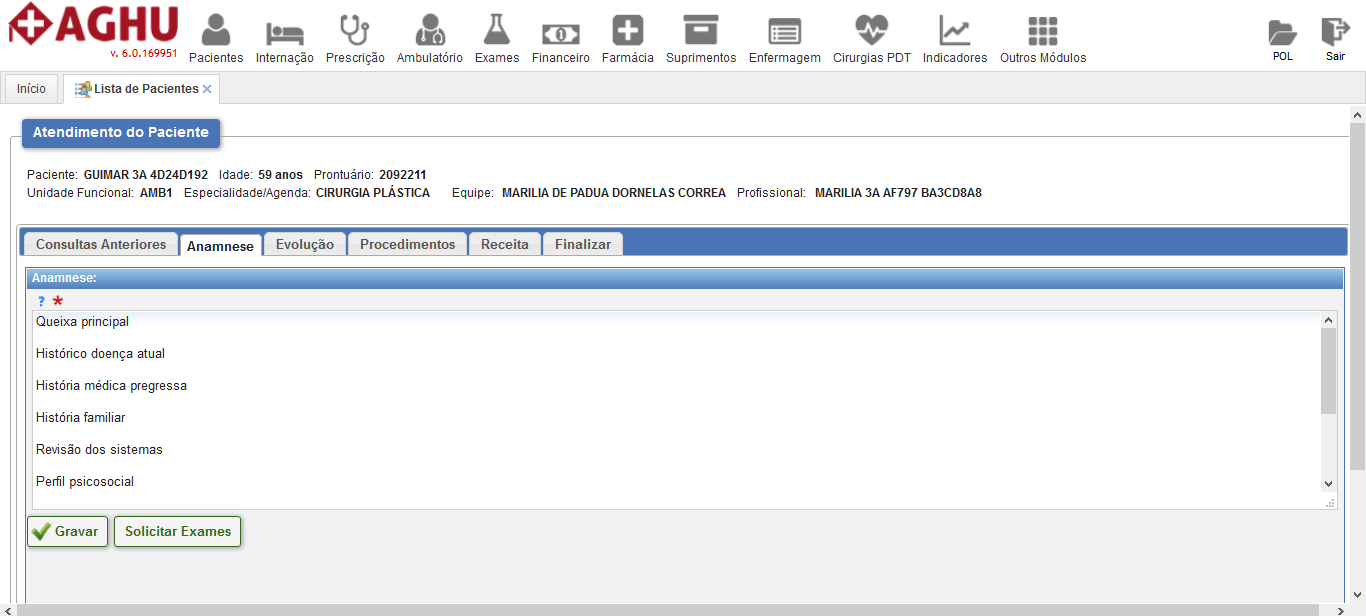 AGHU
v. 6.0.169951
Pacientes Internação Prescrição Ambulatório Exames Financeiro Farmácia Suprimentos Enfermagem Cirurgias PDT Indicadores Outros Módulos POL Sair
Início Lista de Pacientes
Atendimento do Paciente
Paciente: GUIMAR 3A 4D24D192 Idade: 59 anos Prontuário: 2092211
Unidade Funcional: AMB1 Especialidade/Agenda: CIRURGIA PLÁSTICA Equipe: MARILIA DE PADUA DORNELAS CORREA Profissional: MARILIA 3A AF797 BA3CD8A8
Consultas Anteriores Anamnese Evolução Procedimentos Receita Finalizar
Anamnese:
? *
Queixa principal
Histórico doença atual
História médica pregressa
História familiar
Revisão dos sistemas
Perfil psicosocial
Gravar Solicitar Exames